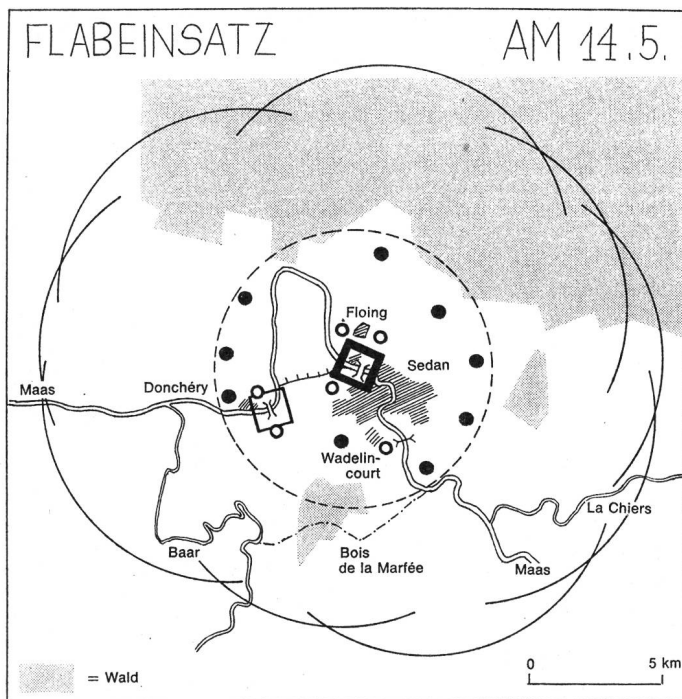 FLABEINSATZ AM 14.5.
Floing
Sedan
Maas
Donchéry
Wadelin-
court
La Chiers
Baar
Bois
de la Marfée
Maas
= Wald
0 5 km